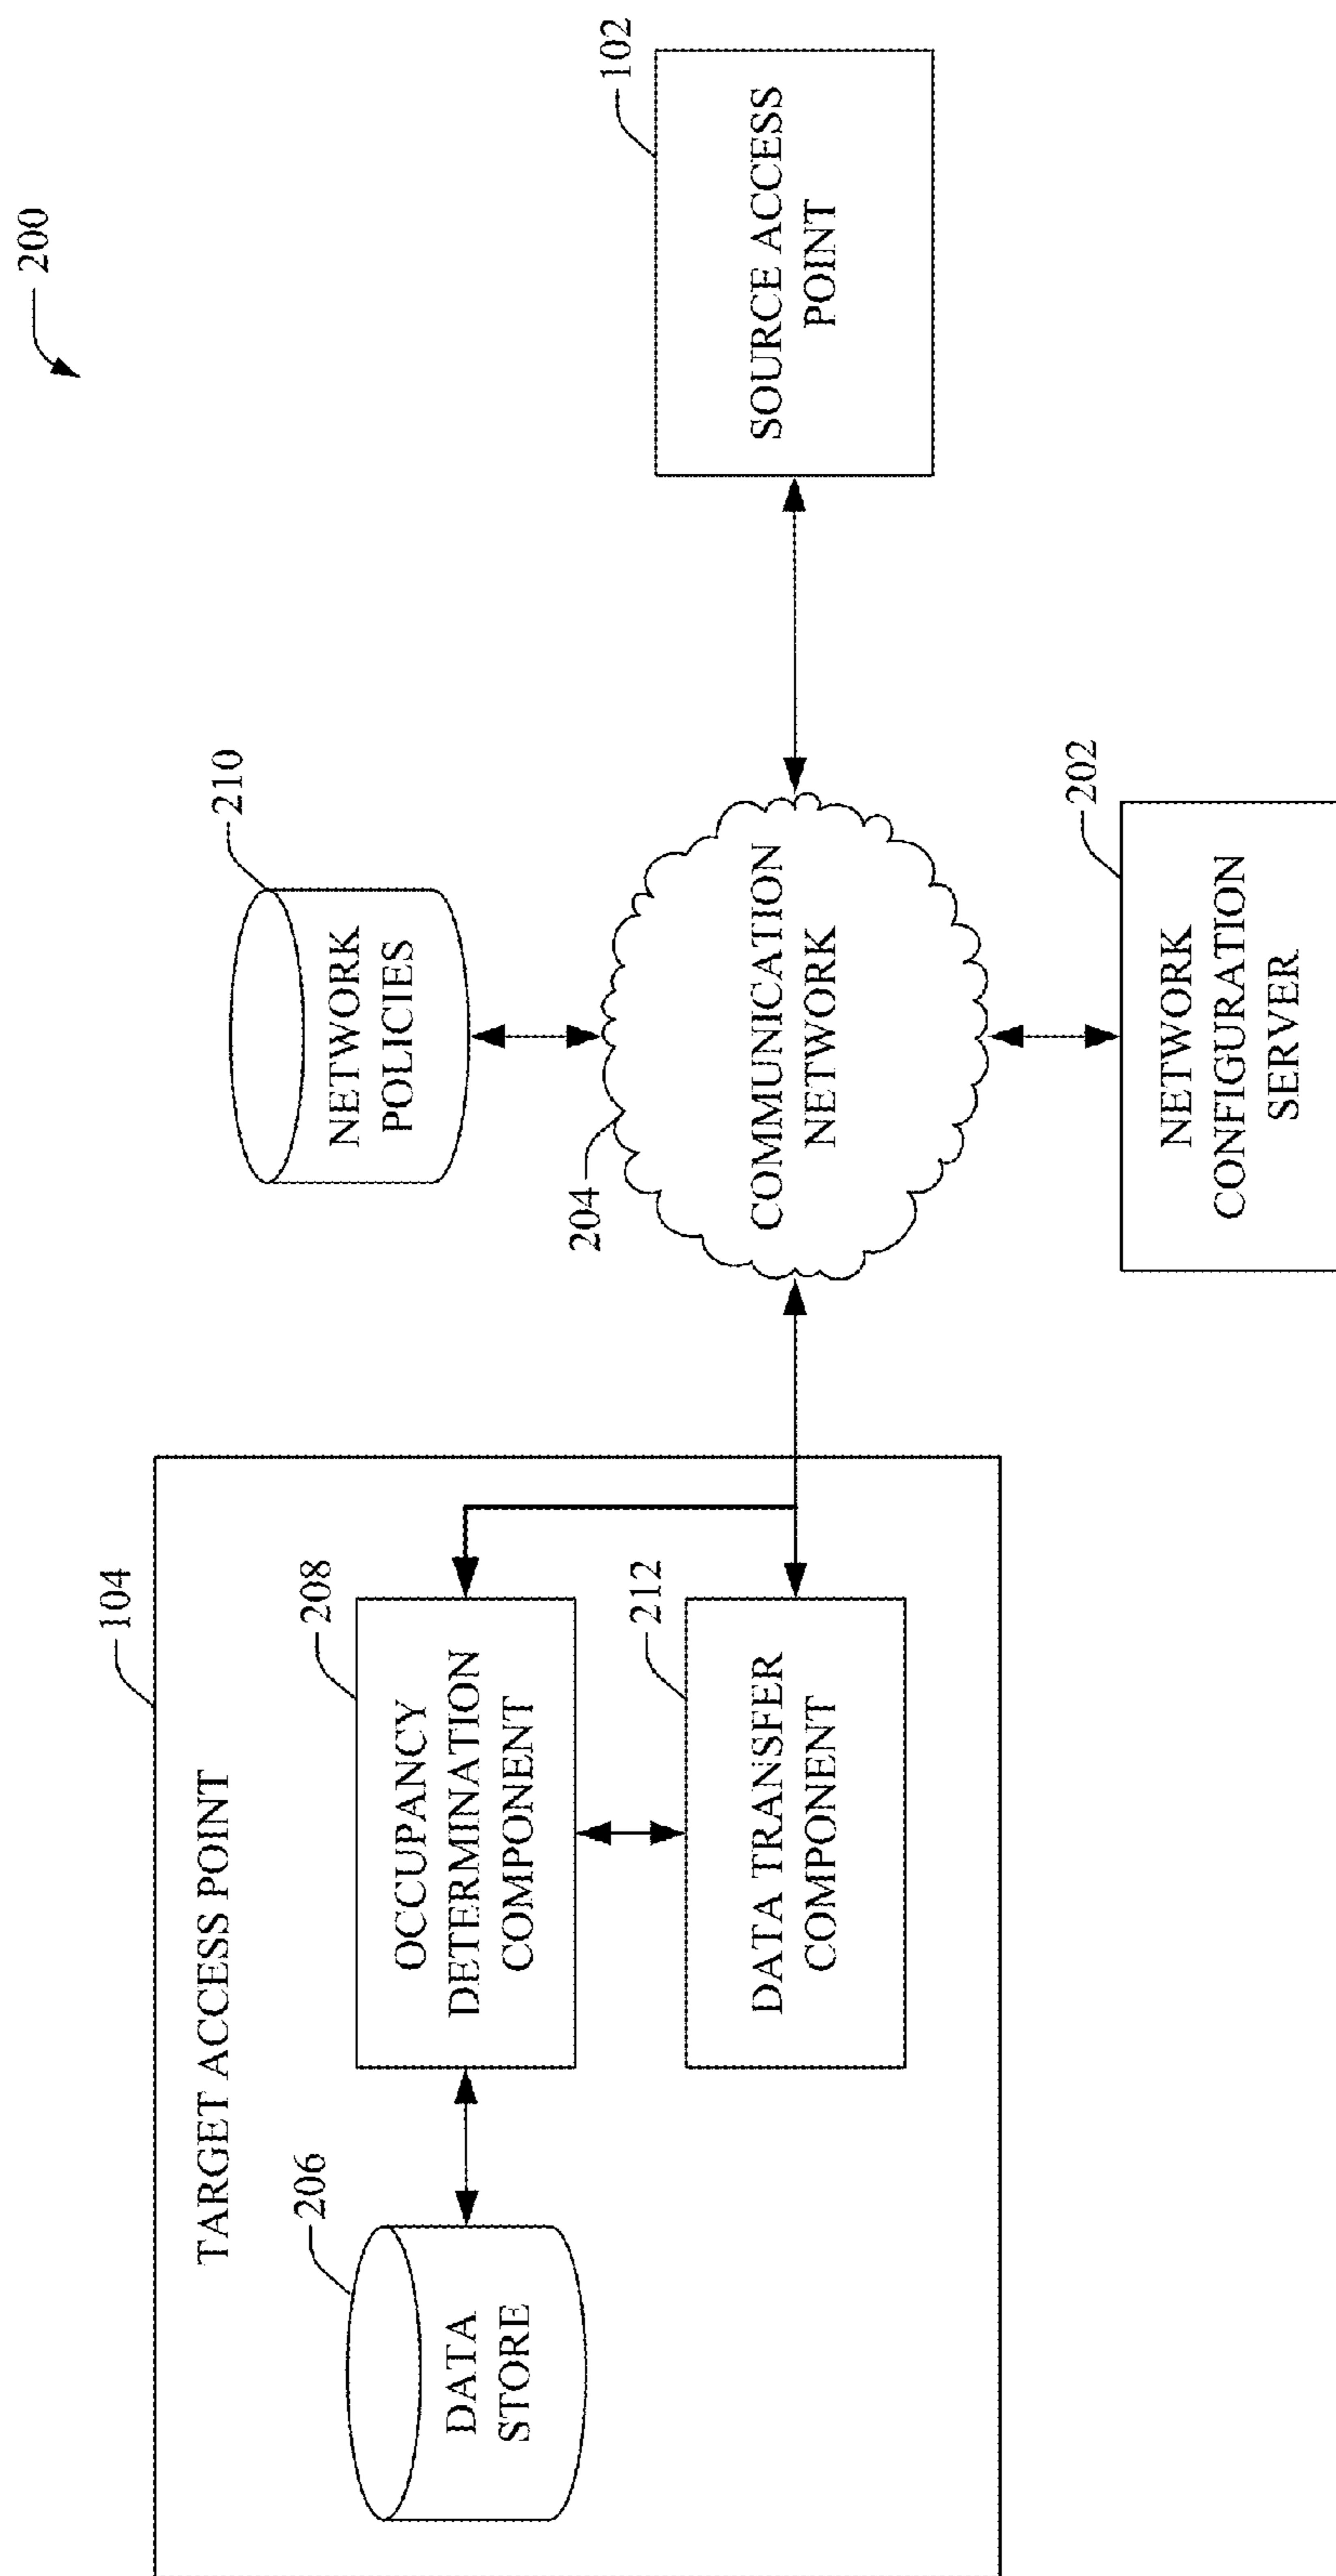 200
104
TARGET ACCESS POINT
206
DATA
STORE
208
OCCUPANCY
DETERMINATION
COMPONENT
212
DATA TRANSFER
COMPONENT
210
NETWORK
POLICIES
204
COMMUNICATION
NETWORK
202
NETWORK
CONFIGURATION
SERVER
102
SOURCE ACCESS
POINT